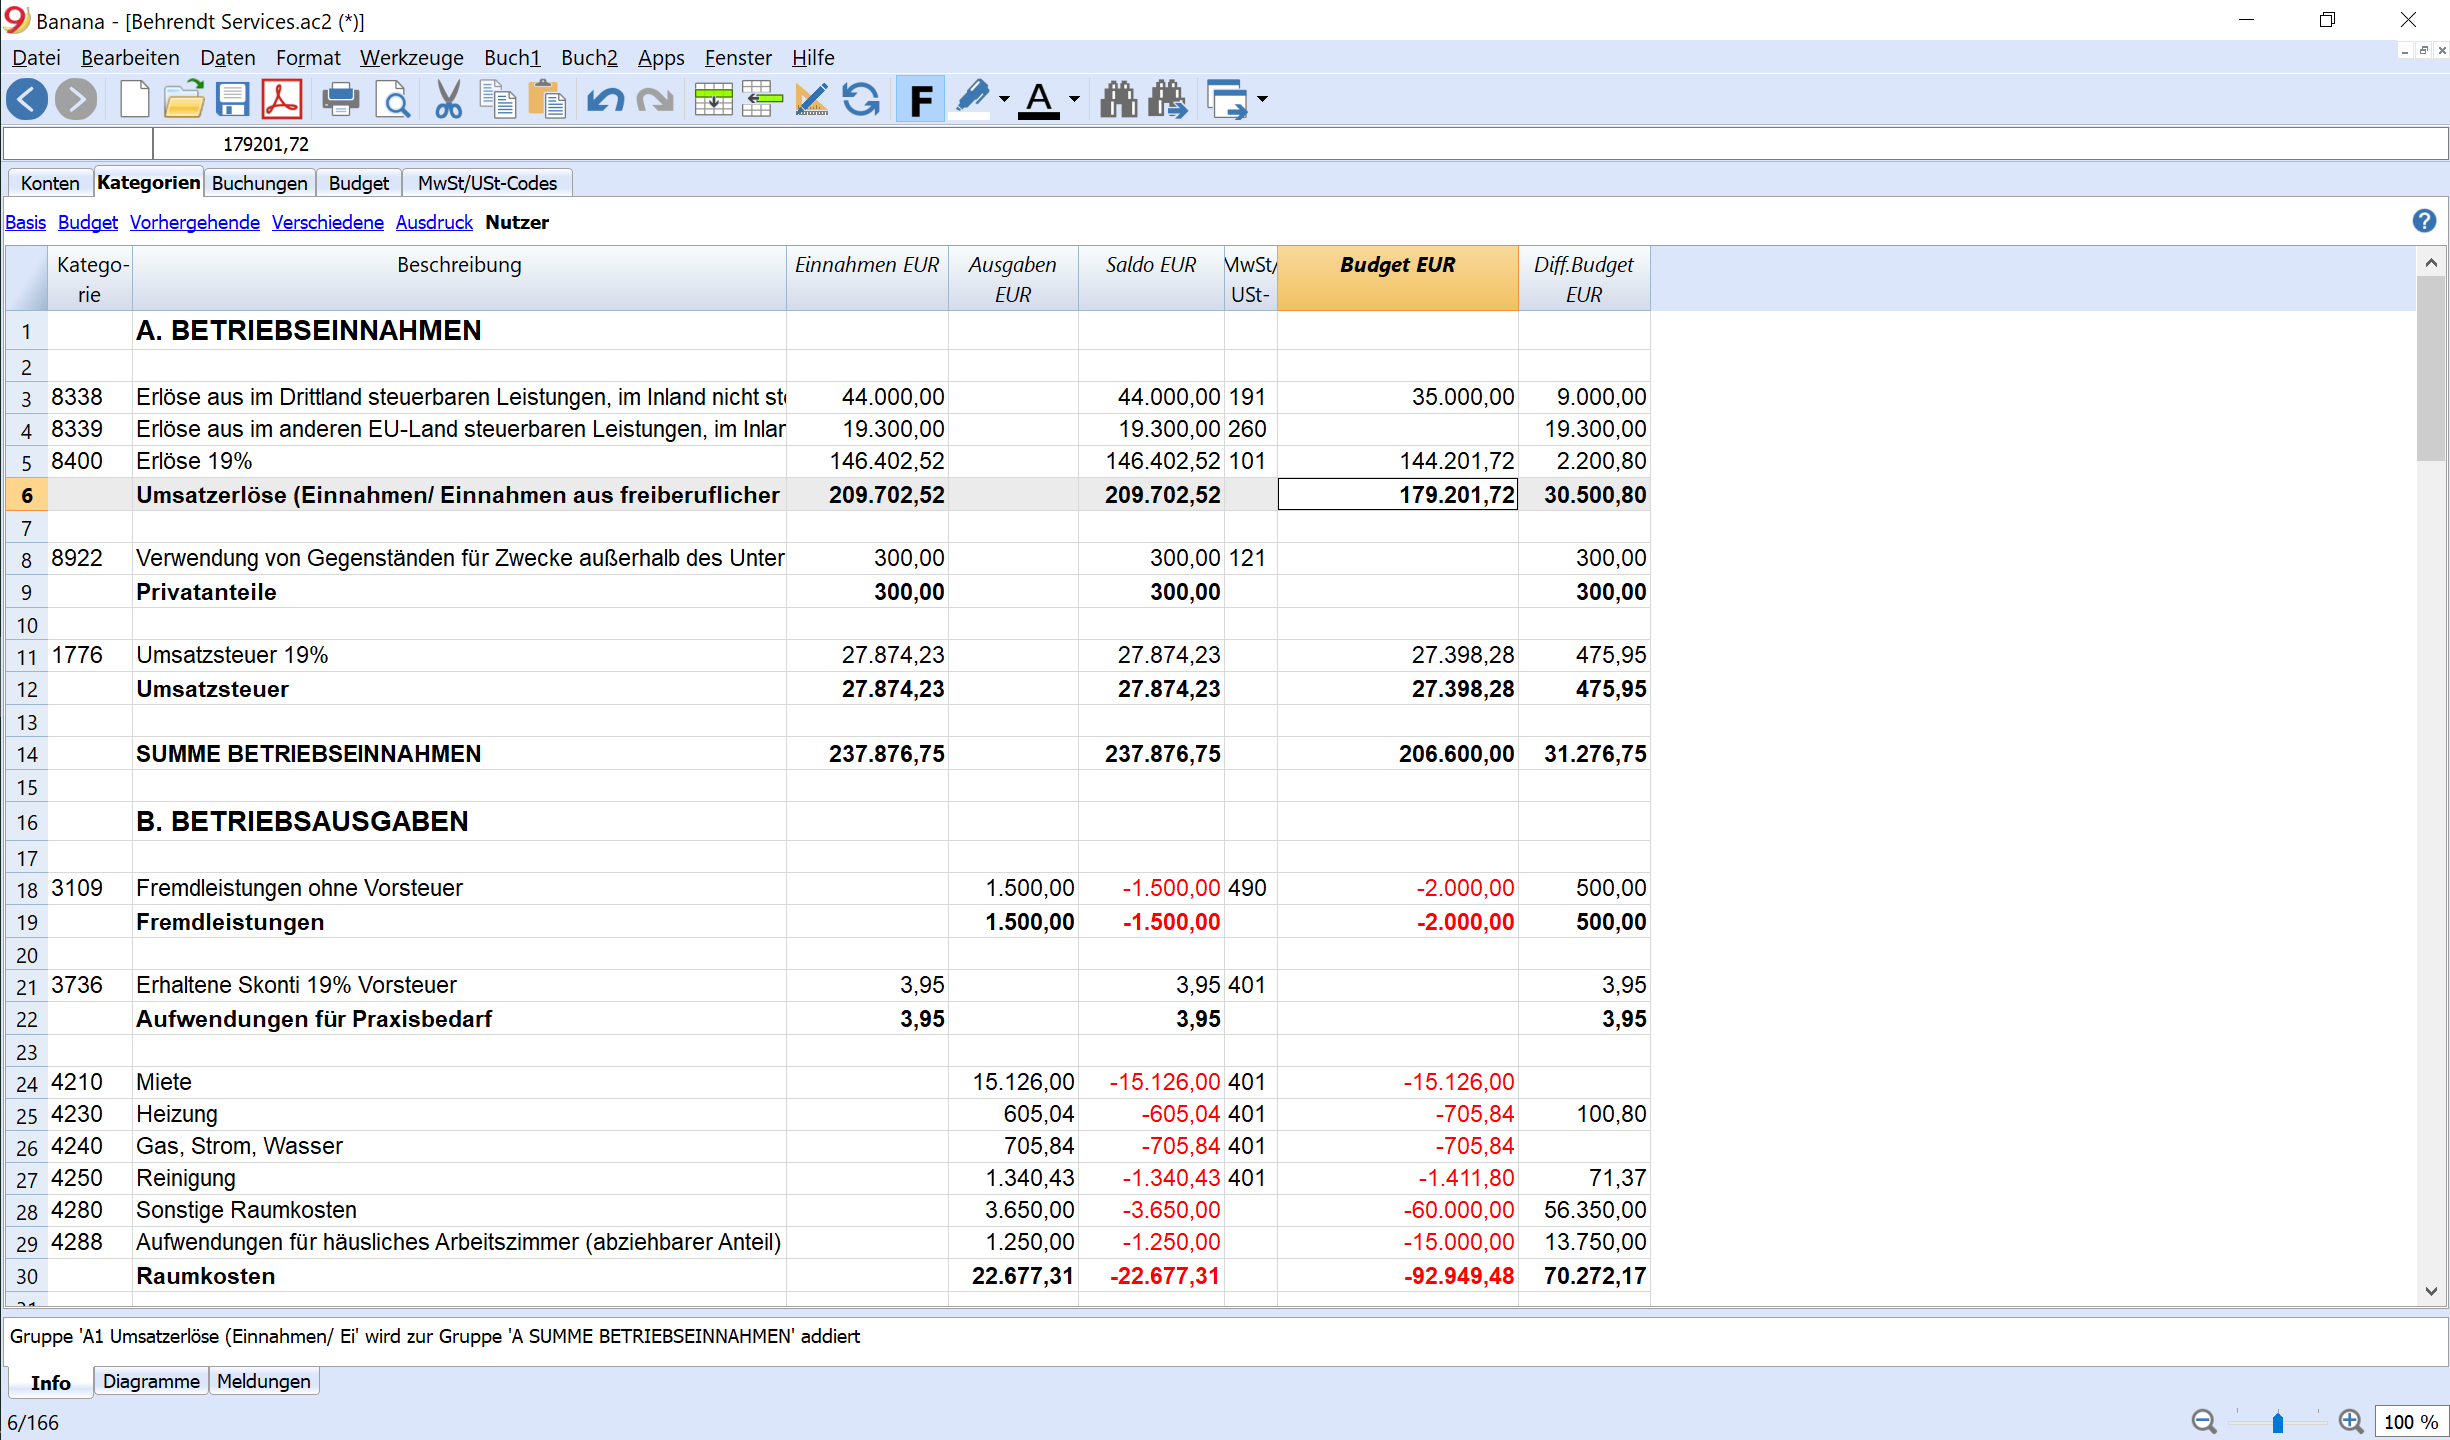 Banana - [Behrendt Services.ac2 (*)]
Datei Bearbeiten Daten Format Werkzeuge Buch1 Buch2 Apps Fenster Hilfe
F A
179201,72
Konten Kategorien Buchungen Budget MwSt/USt-Codes
Basis Budget Vorhergehende Verschiedene Ausdruck Nutzer ?
Katego- Beschreibung Einnahmen EUR Ausgaben Saldo EUR MwSt/ Budget EUR Diff.Budget
rie EUR USt- EUR
1 A. BETRIEBSEINNAHMEN
2
3 8338 Erlöse aus im Drittland steuerbaren Leistungen, im Inland nicht ste 44.000,00 44.000,00 191 35.000,00 9.000,00
4 8339 Erlöse aus im anderen EU-Land steuerbaren Leistungen, im Inlan 19.300,00 19.300,00 260 19.300,00
5 8400 Erlöse 19% 146.402,52 146.402,52 101 144.201,72 2.200,80
6 Umsatzerlöse (Einnahmen/ Einnahmen aus freiberuflicher 209.702,52 209.702,52 179.201,72 30.500,80
7
8 8922 Verwendung von Gegenständen für Zwecke außerhalb des Unter 300,00 300,00 121 300,00
9 Privatanteile 300,00 300,00 300,00
10
11 1776 Umsatzsteuer 19% 27.874,23 27.874,23 27.398,28 475,95
12 Umsatzsteuer 27.874,23 27.874,23 27.398,28 475,95
13
14 SUMME BETRIEBSEINNAHMEN 237.876,75 237.876,75 206.600,00 31.276,75
15
16 B. BETRIEBSAUSGABEN
17
18 3109 Fremdleistungen ohne Vorsteuer 1.500,00 -1.500,00 490 -2.000,00 500,00
19 Fremdleistungen 1.500,00 -1.500,00 -2.000,00 500,00
20
21 3736 Erhaltene Skonti 19% Vorsteuer 3,95 3,95 401 3,95
22 Aufwendungen für Praxisbedarf 3,95 3,95 3,95
23
24 4210 Miete 15.126,00 -15.126,00 401 -15.126,00
25 4230 Heizung 605,04 -605,04 401 -705,84 100,80
26 4240 Gas, Strom, Wasser 705,84 -705,84 401 -705,84
27 4250 Reinigung 1.340,43 -1.340,43 401 -1.411,80 71,37
28 4280 Sonstige Raumkosten 3.650,00 -3.650,00 -60.000,00 56.350,00
29 4288 Aufwendungen für häusliches Arbeitszimmer (abziehbarer Anteil) 1.250,00 -1.250,00 -15.000,00 13.750,00
30 Raumkosten 22.677,31 -22.677,31 -92.949,48 70.272,17
31
Gruppe 'A1 Umsatzerlöse (Einnahmen/ Ei' wird zur Gruppe 'A SUMME BETRIEBSEINNAHMEN' addiert
Info Diagramme Meldungen
6/166 100 %